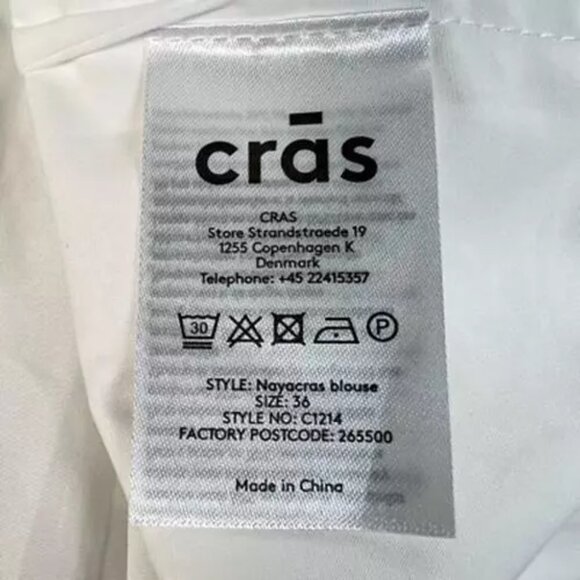 crās
CRAS
Store Strandstraede 19
1255 Copenhagen K
Denmark
Telephone: +45 22415357
30 P
STYLE: Nayacras blouse
SIZE: 36
STYLE NO: C1214
FACTORY POSTCODE: 265500
Made in China